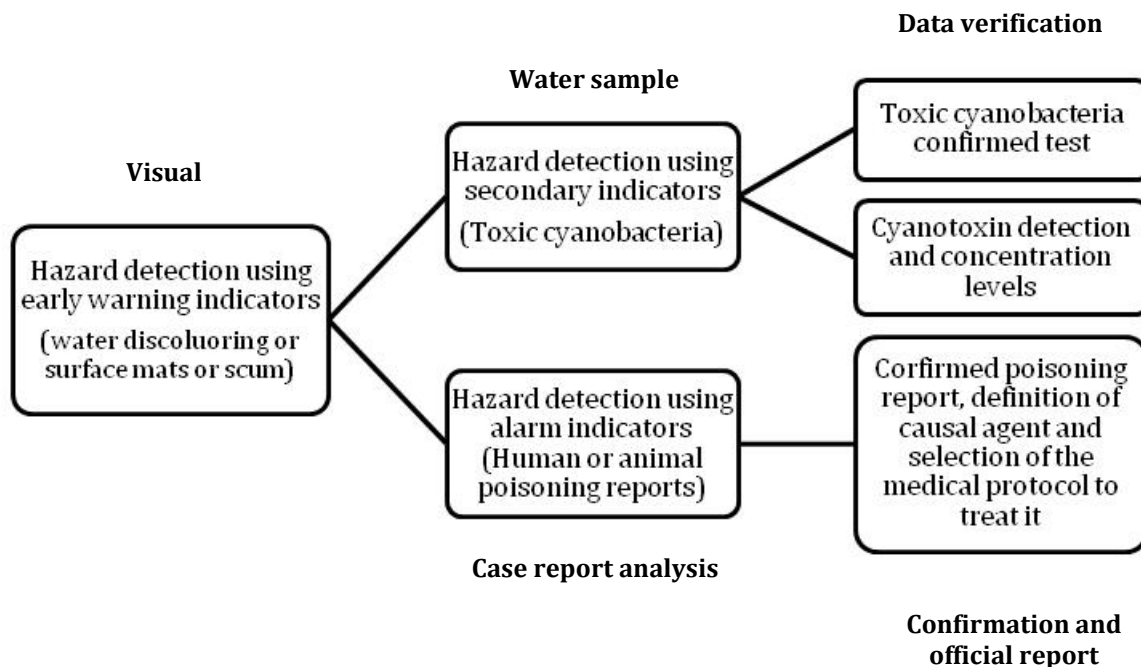 Data verification
Water sample
Toxic cyanobacteria
confirmed test
Visual
Hazard detection using
secondary indicators
(Toxic cyanobacteria)
Cyanotoxin detection
and concentration
levels
Hazard detection using
early warning indicators
(water discoluoring or
surface mats or scum)
Hazard detection using
alarm indicators
(Human or animal
poisoning reports)
Corfirmed poisoning
report, definition of
causal agent and
selection of the
medical protocol to
treat it
Case report analysis
Confirmation and
official report